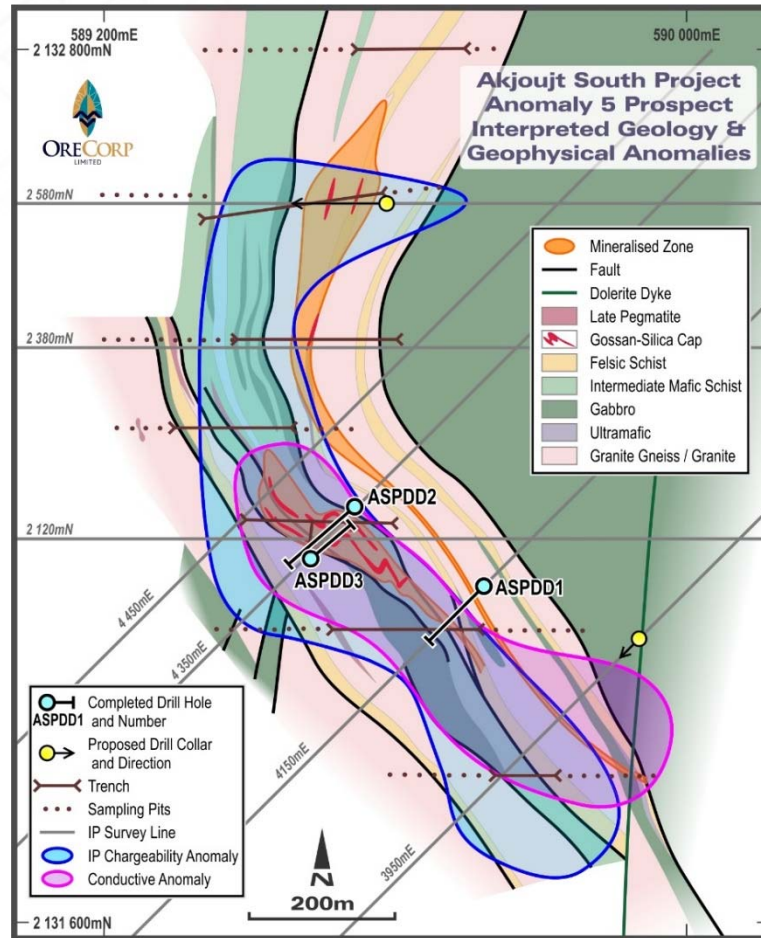 589 200mE
590 000mE
2 132 800mN
Akjoujt South Project
Anomaly 5 Prospect
Interpreted Geology &
Geophysical Anomalies
ORECORP
LIMITED
2 580mN
Mineralised Zone
Fault
Dolerite Dyke
Late Pegmatite
Gossan-Silica Cap
Felsic Schist
Intermediate Mafic Schist
Gabbro
Ultramafic
Granite Gneiss / Granite
2 380mN
ASPDD2
2 120mN
ASPDD3
ASPDD1
4 450mE
4 350mE
4150mE
3950mE
Completed Drill Hole
ASPDD1 and Number
Proposed Drill Collar
and Direction
Trench
Sampling Pits
IP Survey Line
IP Chargeability Anomaly
Conductive Anomaly
N
200m
2 131 600mN